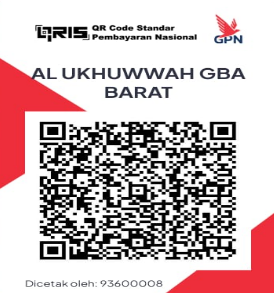 QRIS QR Code Standar
Pembayaran Nasional
GPN
AL UKHUWWAH GBA
BARAT
Dicetak oleh: 93600008